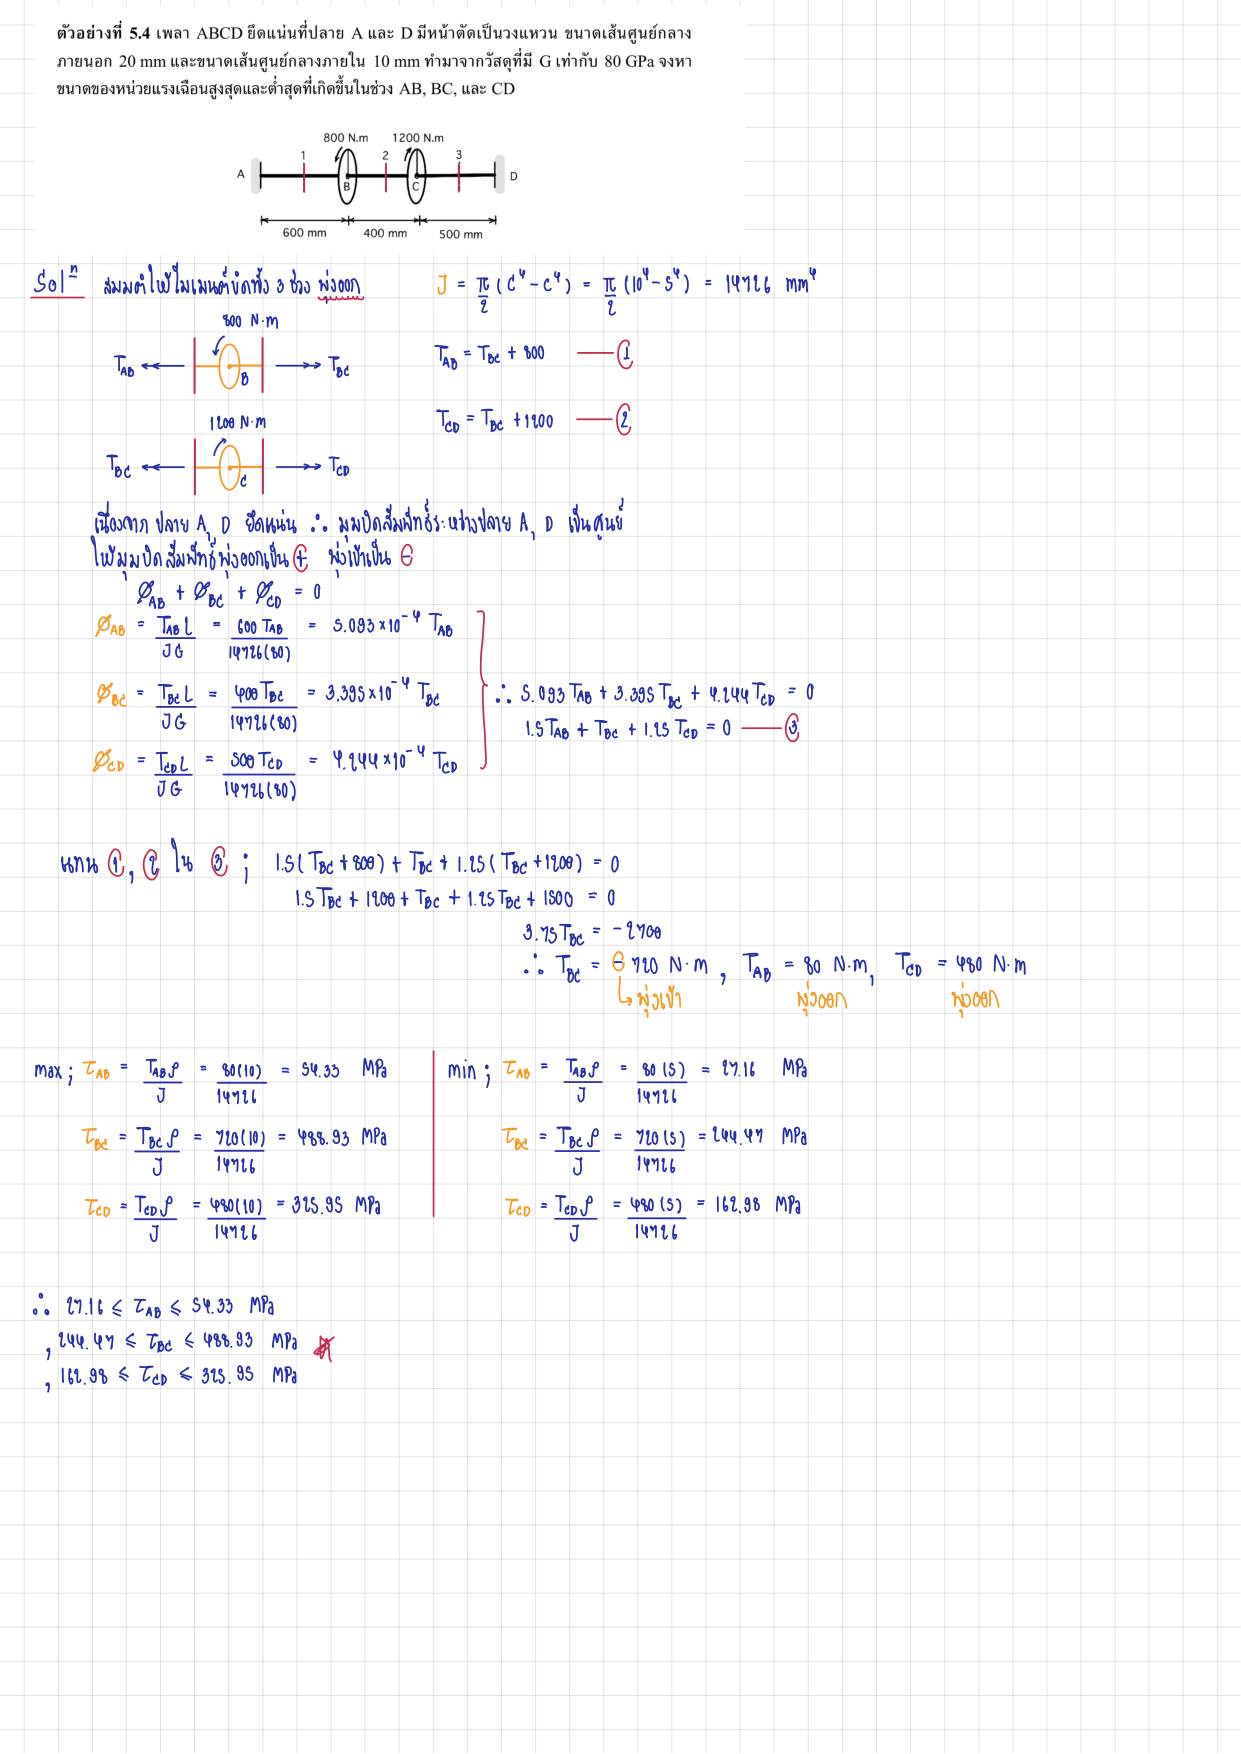 ตัวอย่างที่ 5.4 เพลา ABCD ยึดแน่นที่ปลาย A และ D มีหน้าตัดเป็นวงแหวน ขนาดเส้นผู้ศูนย์กลาง
ภายนอก 20 mm และขนาดเส้นผู้ศูนย์กลางภายใน 10 mm ทำมาจากวัสดุที่มี G เท่ากับ 80 GPa จงหา
ขนาดของหน่วยแรงเฉือนสูงสุดและต่ำสุดที่เกิดขึ้นในช่วง AB, BC, และ CD
800 N.m 1200 N.m
1 2 3
A B C D
600 mm 400 mm 500 mm
Solⁿ สมมตำให้โมเมนต์บิดทั้ง 3 ช่วง พุ่งออก J = π/2 (C⁴ - C⁴) = π/2 (10⁴ - 5⁴) = 14726 mm⁴
800 N·m
T_AB B T_BC T_AB = T_BC + 800 ①
1200 N·m
T_BC C T_CD T_CD = T_BC + 1200 ②
เนื่องจาก ปลาย A, D ยึดแน่น ∴ มุมบิดสัมพัทธ์ระหว่างปลาย A, D เป็นศูนย์
ให้มุมบิดสัมพัทธ์พุ่งออกเป็น ⊕ พุ่งเข้าเป็น ⊖
∅_AB + ∅_BC + ∅_CD = 0
∅_AB = T_AB L / JG = 600 T_AB / 14726(80) = 5.093×10⁻⁴ T_AB
∅_BC = T_BC L / JG = 400 T_BC / 14726(80) = 3.395×10⁻⁴ T_BC
∴ 5.093 T_AB + 3.395 T_BC + 4.244 T_CD = 0
1.5 T_AB + T_BC + 1.25 T_CD = 0 ③
∅_CD = T_CD L / JG = 500 T_CD / 14726(80) = 4.244×10⁻⁴ T_CD
แทน ①, ② ใน ③ ; 1.5(T_BC + 800) + T_BC + 1.25(T_BC + 1200) = 0
1.5 T_BC + 1200 + T_BC + 1.25 T_BC + 1500 = 0
3.75 T_BC = -2700
∴ T_BC = ⊖ 720 N·m , T_AB = 80 N·m, T_CD = 480 N·m
พุ่งเข้า พุ่งออก พุ่งออก
max ; τ_AB = T_AB ρ / J = 80(10) / 14726 = 54.33 MPa
τ_BC = T_BC ρ / J = 720(10) / 14726 = 488.93 MPa
τ_CD = T_CD ρ / J = 480(10) / 14726 = 325.95 MPa
min ; τ_AB = T_AB ρ / J = 80(5) / 14726 = 27.16 MPa
τ_BC = T_BC ρ / J = 720(5) / 14726 = 244.47 MPa
τ_CD = T_CD ρ / J = 480(5) / 14726 = 162.98 MPa
∴ 27.16 ≤ τ_AB ≤ 54.33 MPa
, 244.47 ≤ τ_BC ≤ 488.93 MPa
, 162.98 ≤ τ_CD ≤ 325.95 MPa